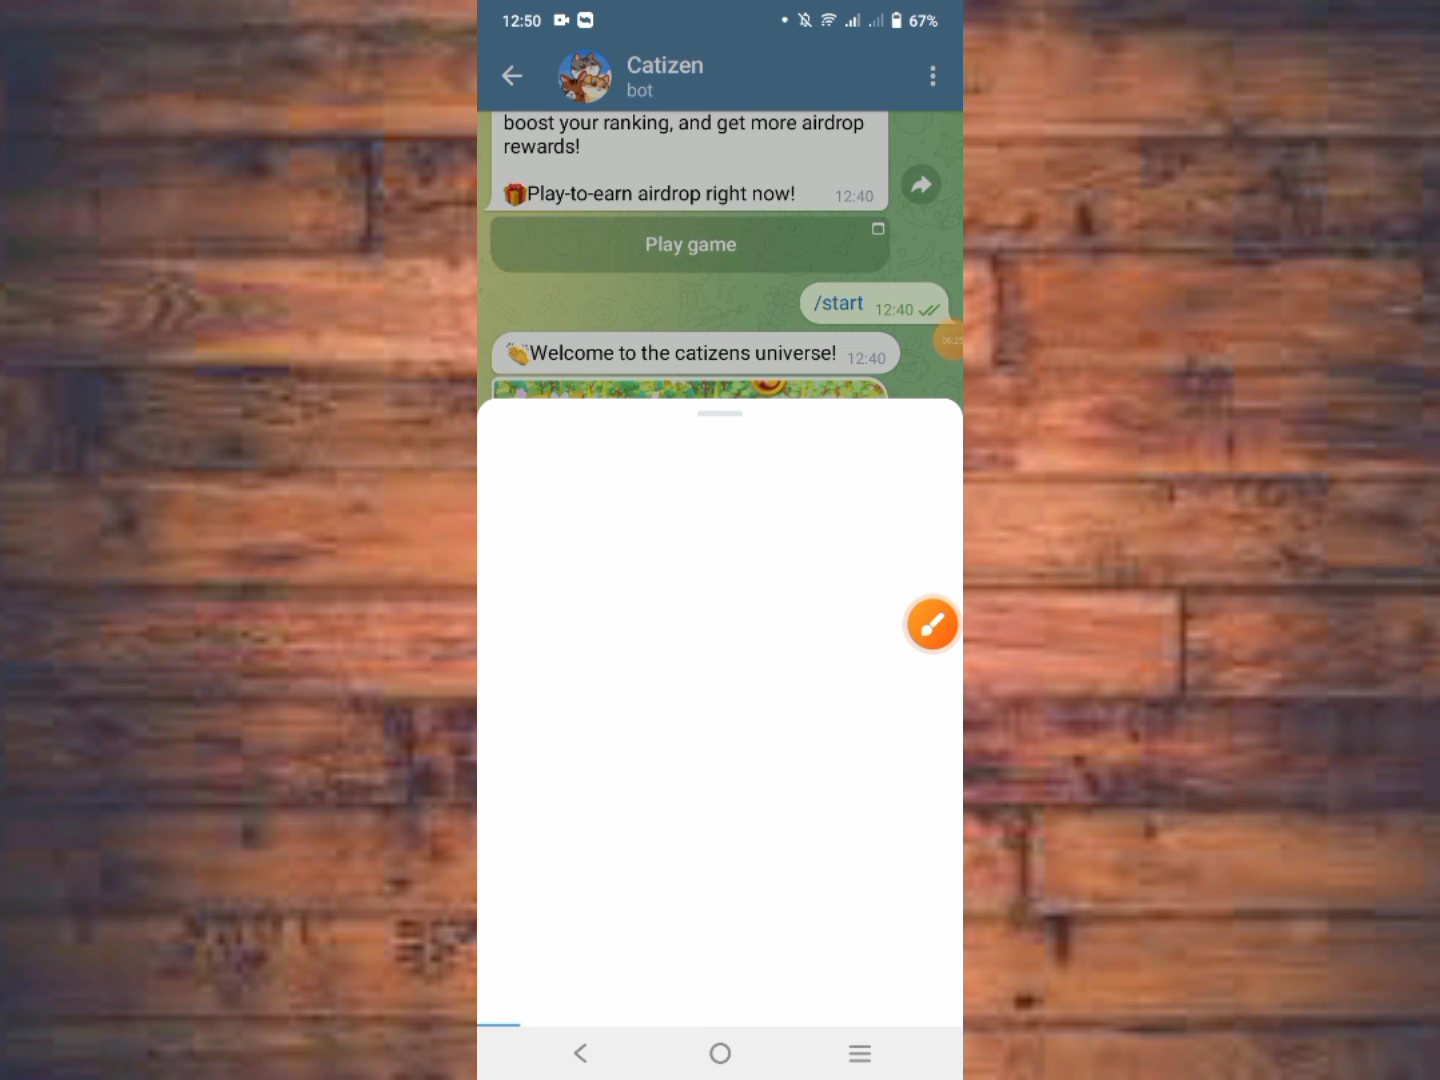 12:50
67%
Catizen
bot
boost your ranking, and get more airdrop
rewards!
🎁Play-to-earn airdrop right now!
12:40
Play game
/start 12:40
👏Welcome to the catizens universe! 12:40